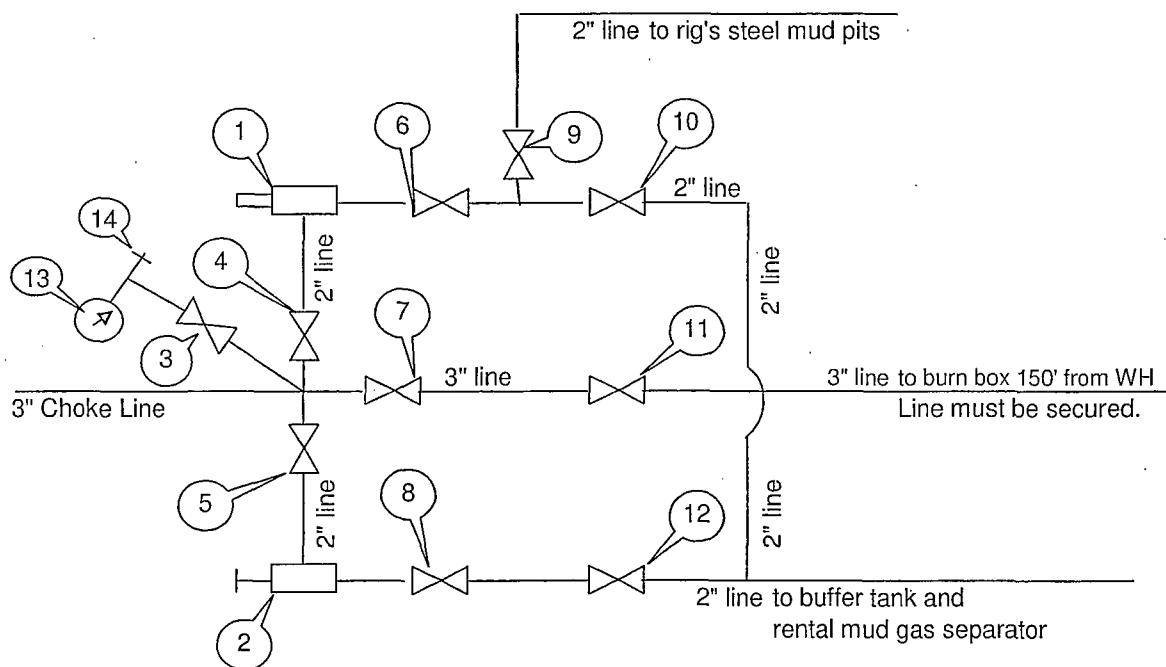 2" line to rig's steel mud pits
1
6
9
10
2" line
14
13
4
2" line
2" line
3
7
11
3" line
3" line to burn box 150' from WH
3" Choke Line
Line must be secured.
5
2" line
8
12
2" line
2
2" line to buffer tank and
rental mud gas separator